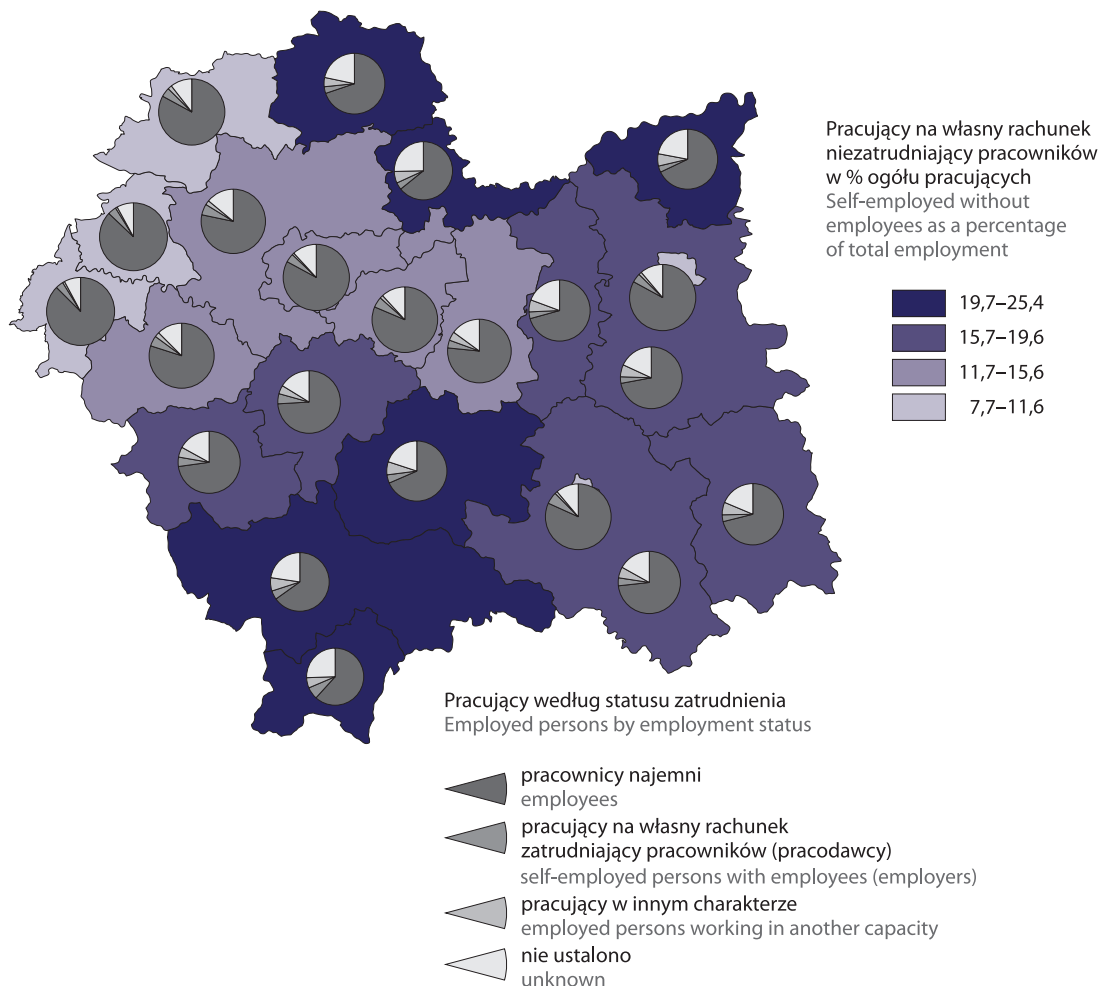 Pracujący na własny rachunek
niezatrudniający pracowników
w % ogółu pracujących
Self-employed without
employees as a percentage
of total employment
19,7–25,4
15,7–19,6
11,7–15,6
7,7–11,6
Pracujący według statusu zatrudnienia
Employed persons by employment status
pracownicy najemni
employees
pracujący na własny rachunek
zatrudniający pracowników (pracodawcy)
self-employed persons with employees (employers)
pracujący w innym charakterze
employed persons working in another capacity
nie ustalono
unknown